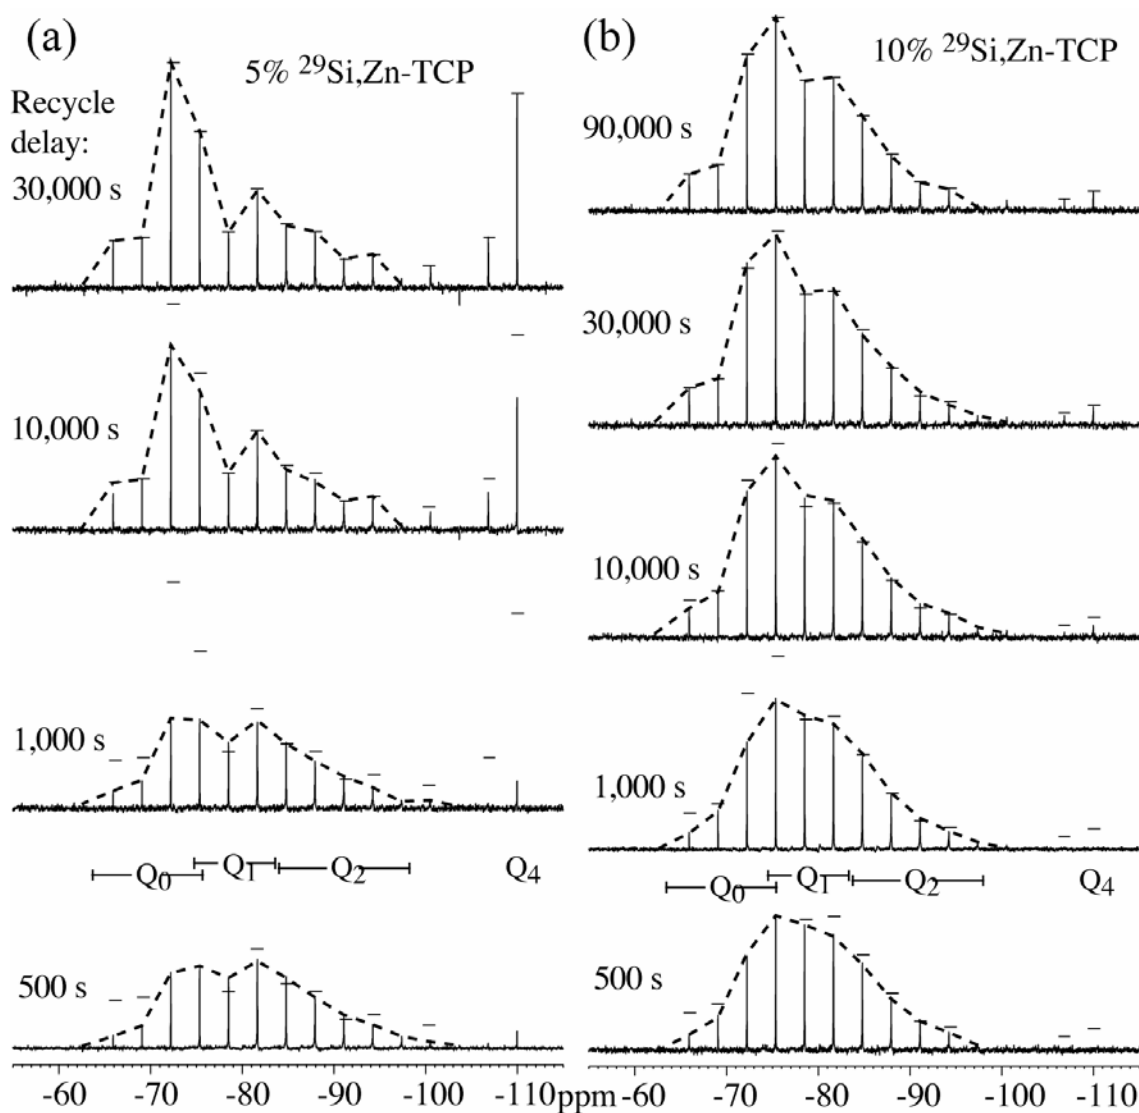 (a)
5% ²⁹Si,Zn-TCP
Recycle
delay:
30,000 s
10,000 s
1,000 s
Q₀ Q₁ Q₂ Q₄
500 s
-60 -70 -80 -90 -100 -110
(b)
10% ²⁹Si,Zn-TCP
90,000 s
30,000 s
10,000 s
1,000 s
Q₀ Q₁ Q₂ Q₄
500 s
ppm -60 -70 -80 -90 -100 -110